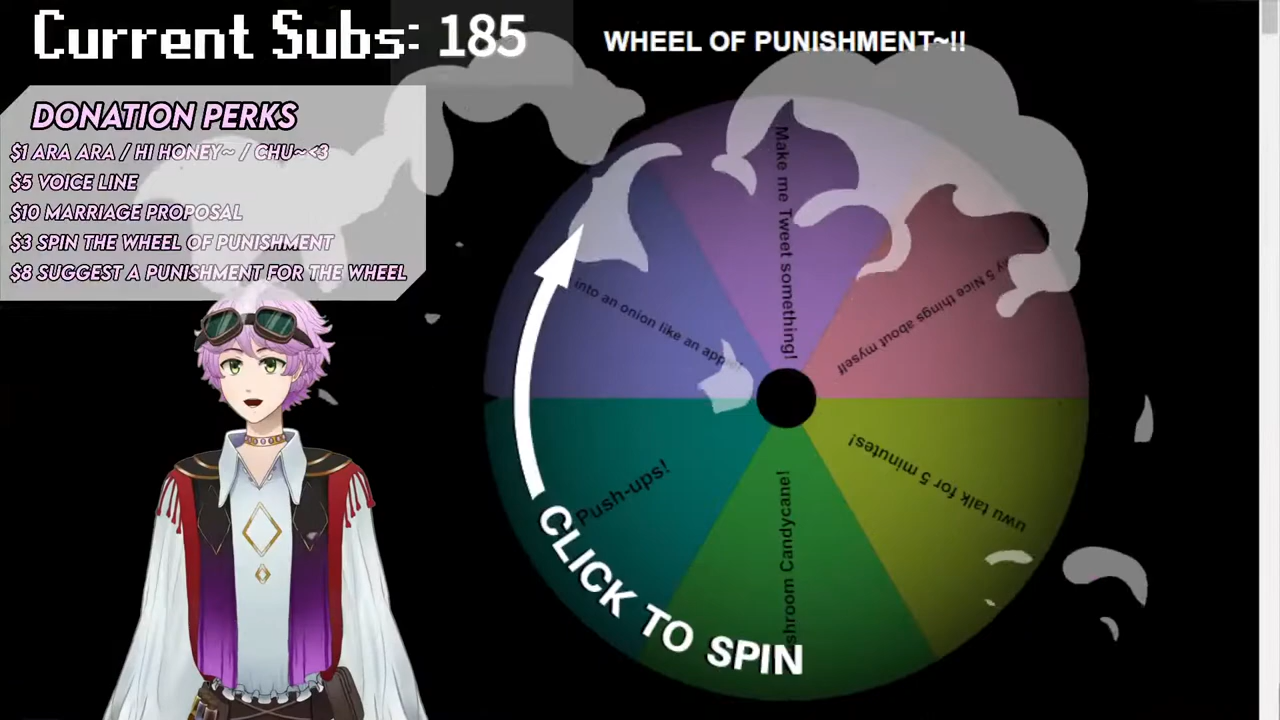 Current Subs: 185
WHEEL OF PUNISHMENT~!!
DONATION PERKS
$1 ARA ARA / HI HONEY~ / CHU~<3
$5 VOICE LINE
$10 MARRIAGE PROPOSAL
$3 SPIN THE WHEEL OF PUNISHMENT
$8 SUGGEST A PUNISHMENT FOR THE WHEEL
Make me Tweet something!
5 Nice things about myself
into an onion like an apple
uwu talk for 5 minutes!
Push-ups!
Candycane!
CLICK TO SPIN